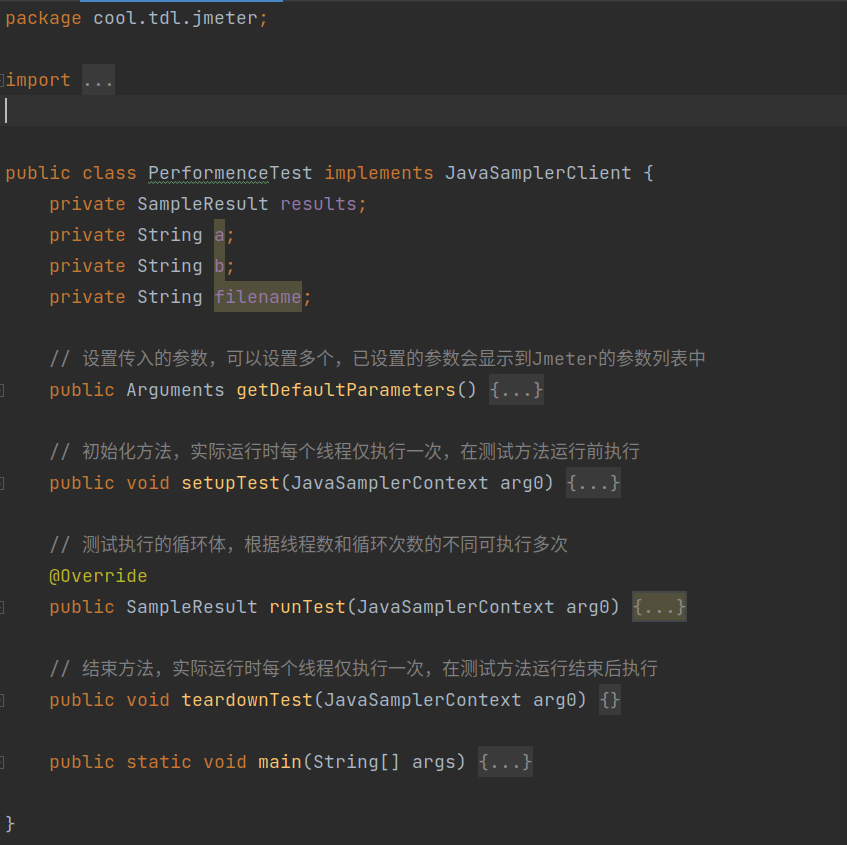 package cool.tdl.jmeter;
import ...
public class PerformenceTest implements JavaSamplerClient {
private SampleResult results;
private String a;
private String b;
private String filename;
// 设置传入的参数，可以设置多个，已设置的参数会显示到Jmeter的参数列表中
public Arguments getDefaultParameters() {...}
// 初始化方法，实际运行时每个线程仅执行一次，在测试方法运行前执行
public void setupTest(JavaSamplerContext arg0) {...}
// 测试执行的循环体，根据线程数和循环次数的不同可执行多次
@Override
public SampleResult runTest(JavaSamplerContext arg0) {...}
// 结束方法，实际运行时每个线程仅执行一次，在测试方法运行结束后执行
public void teardownTest(JavaSamplerContext arg0) {}
public static void main(String[] args) {...}
}